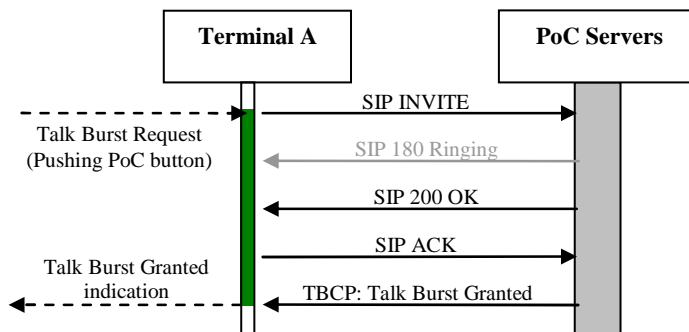 Terminal A
PoC Servers
SIP INVITE
Talk Burst Request
(Pushing PoC button)
SIP 180 Ringing
SIP 200 OK
SIP ACK
Talk Burst Granted
indication
TBCP: Talk Burst Granted